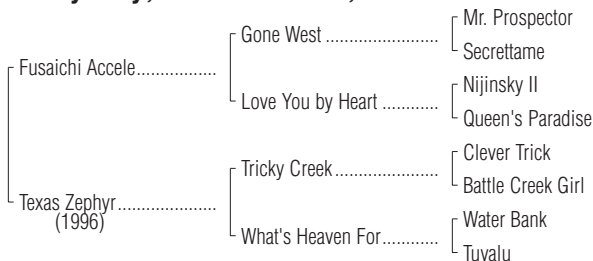 Mr. Prospector
Gone West
Secrettame
Fusaichi Accele
Nijinsky II
Love You by Heart
Queen's Paradise
Clever Trick
Tricky Creek
Battle Creek Girl
Texas Zephyr
(1996)
Water Bank
What's Heaven For
Tuvalu